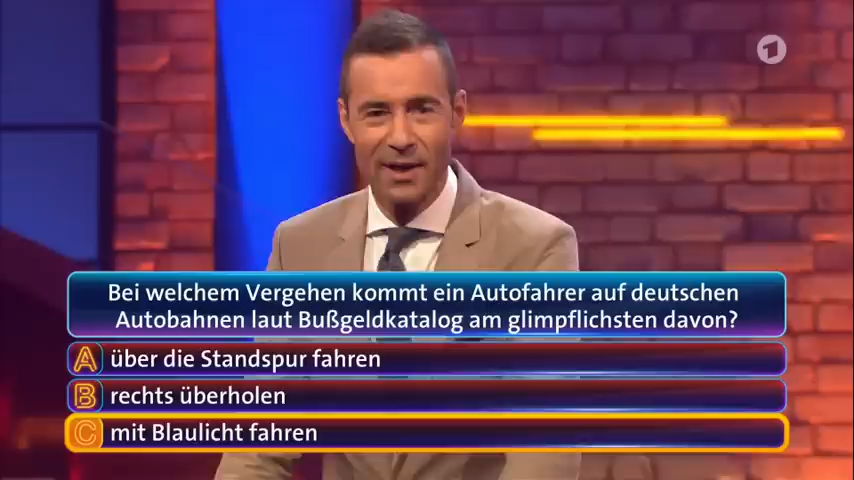 1
Bei welchem Vergehen kommt ein Autofahrer auf deutschen
Autobahnen laut Bußgeldkatalog am glimpflichsten davon?
A über die Standspur fahren
B rechts überholen
C mit Blaulicht fahren